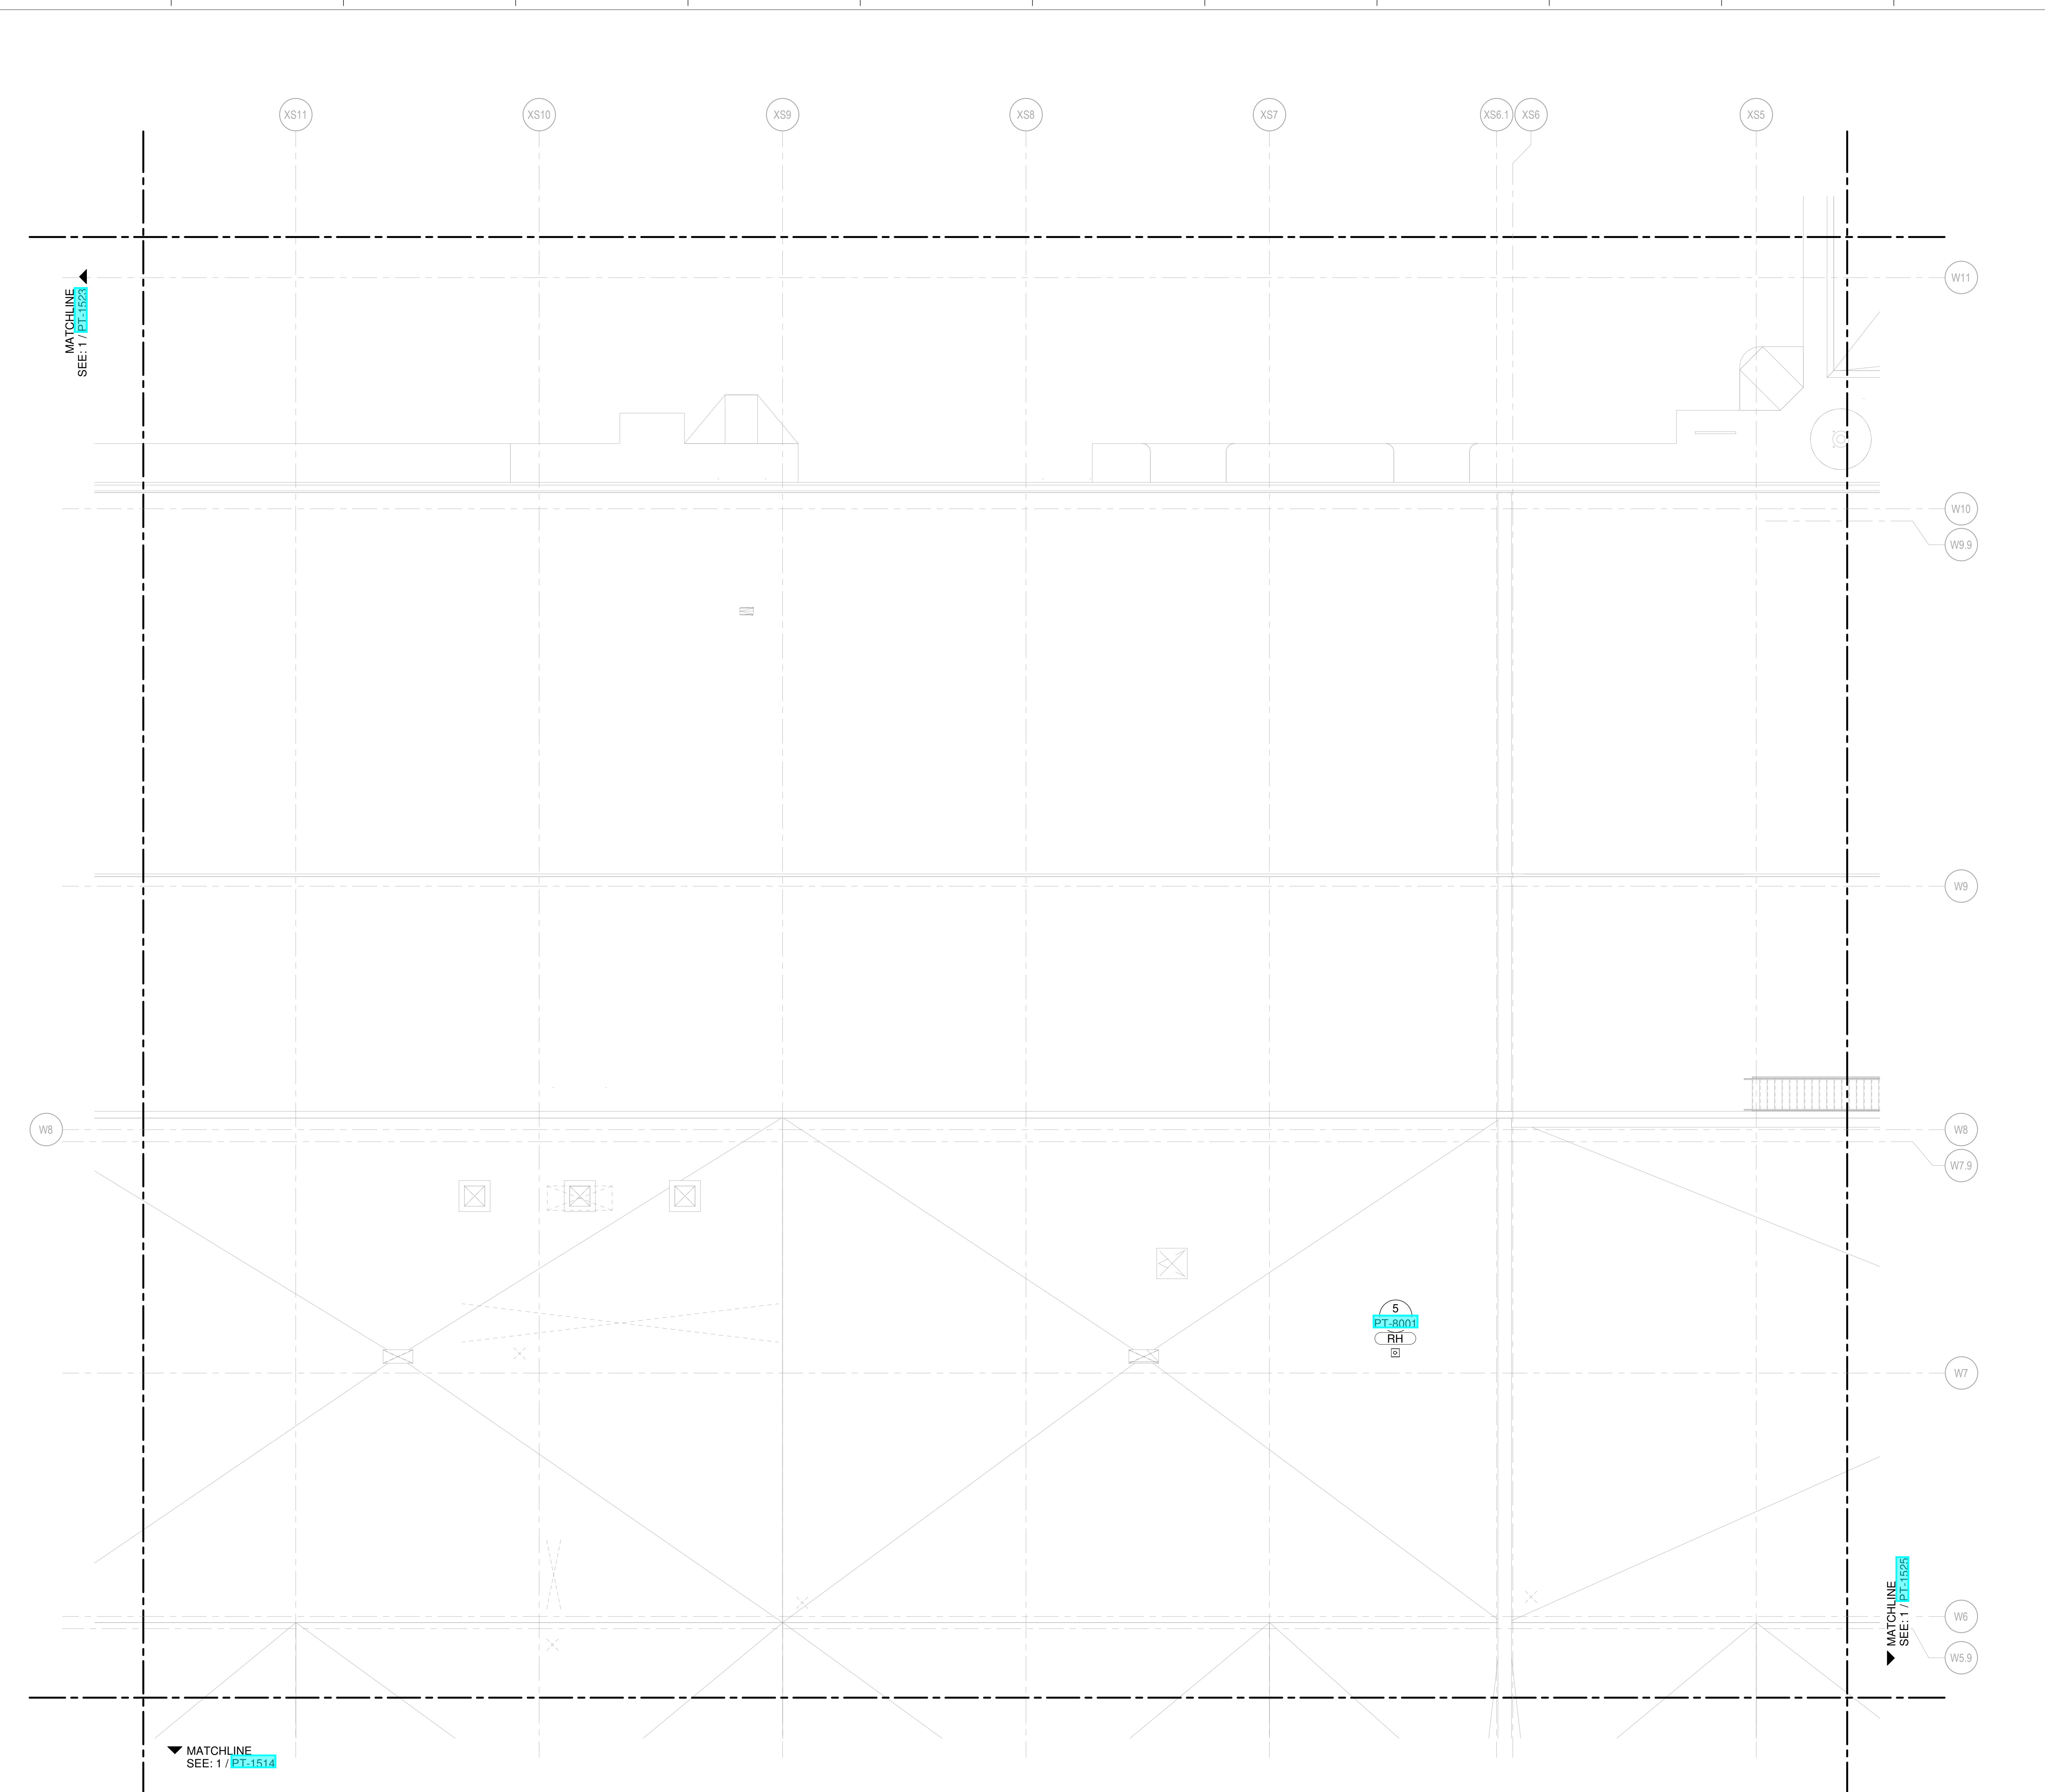 XS11
XS10
XS9
XS8
XS7
XS6.1
XS6
XS5
W11
MATCHLINE
SEE: 1 / PT-1523
W10
W9.9
W9
W8
W8
W7.9
5
PT-8001
RH
W7
MATCHLINE
SEE: 1 / PT-1525
W6
W5.9
MATCHLINE
SEE: 1 / PT-1514